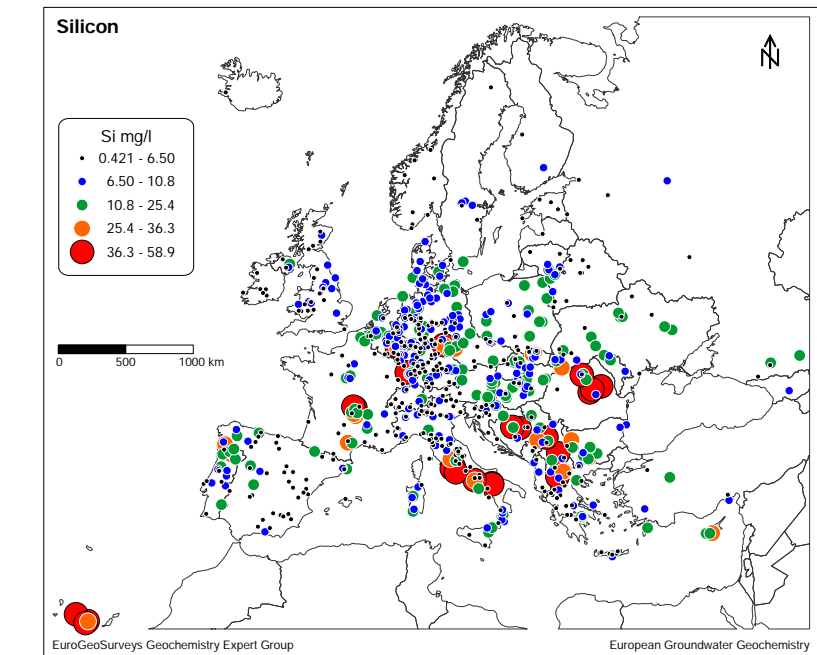 Silicon
N
Si mg/l
0.421 - 6.50
6.50 - 10.8
10.8 - 25.4
25.4 - 36.3
36.3 - 58.9
0 500 1000 km
EuroGeoSurveys Geochemistry Expert Group
European Groundwater Geochemistry